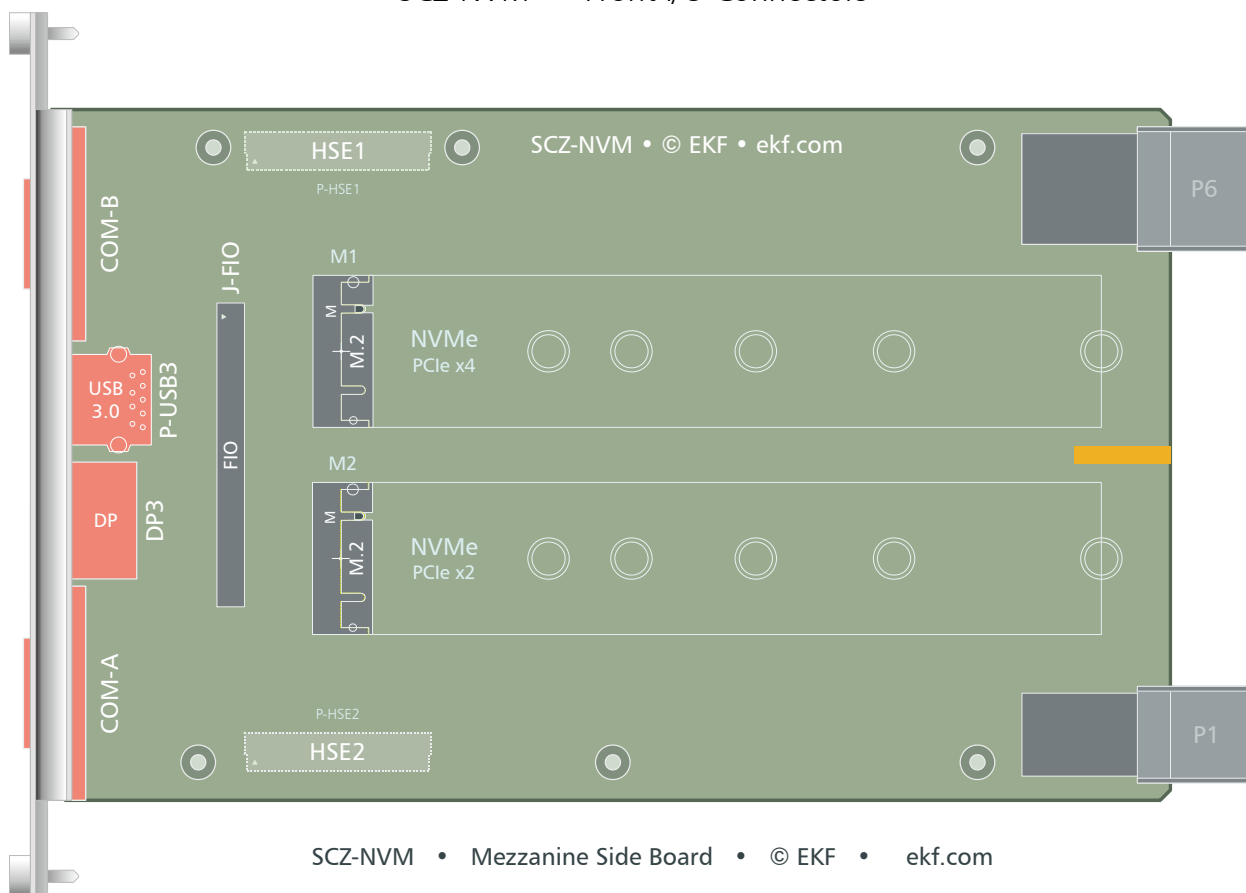 HSE1
SCZ-NVM • © EKF • ekf.com
P-HSE1
P6
COM-B
J-FIO
M1
M
M.2
NVMe
PCIe x4
USB
3.0
P-USB3
FIO
M2
M
M.2
NVMe
PCIe x2
DP
DP3
COM-A
P-HSE2
HSE2
P1
SCZ-NVM • Mezzanine Side Board • © EKF • ekf.com